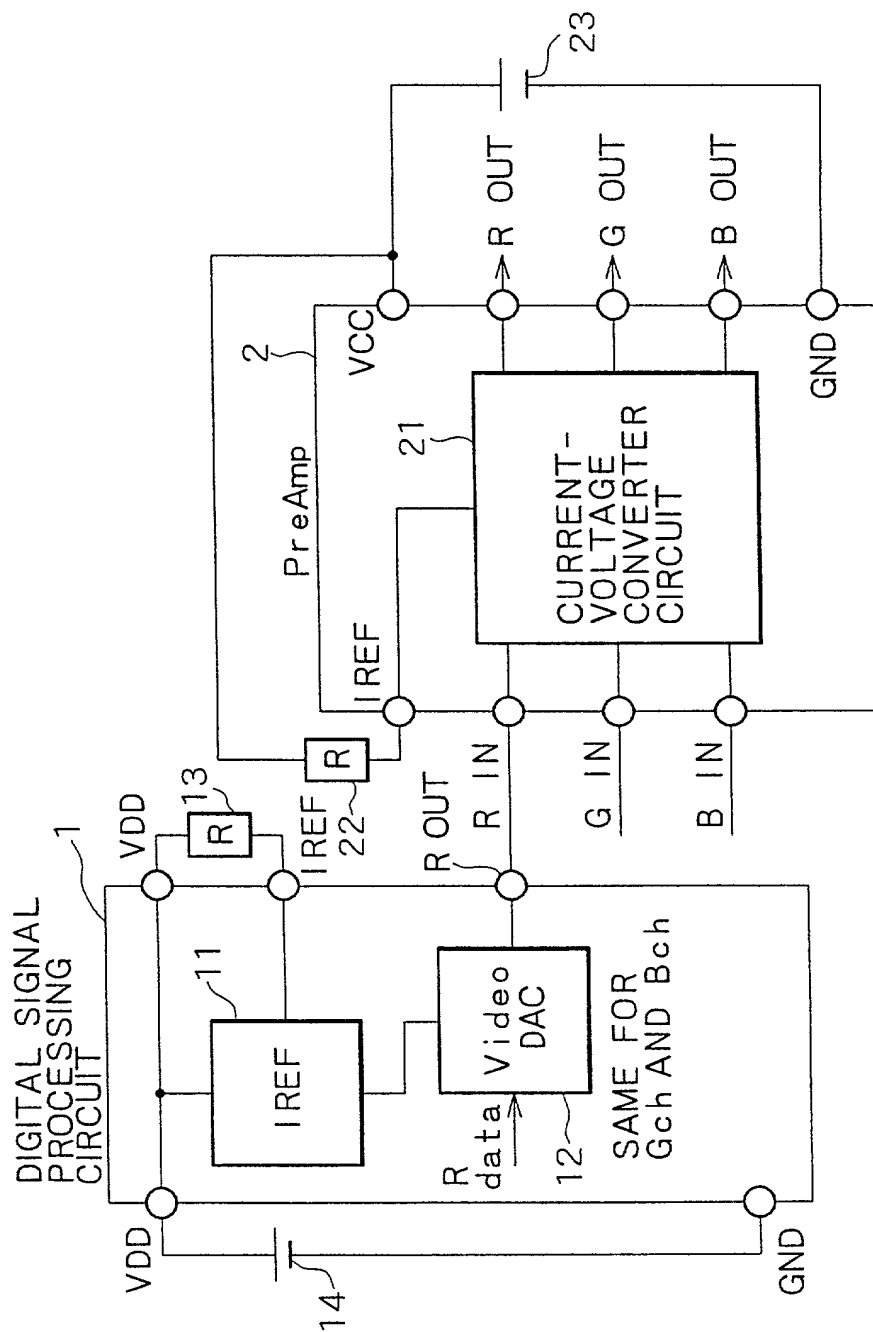 DIGITAL SIGNAL
PROCESSING
CIRCUIT
1
VDD
VDD
14
GND
11
IREF
13
R
IREF
R
22
R data
Video
DAC
12
R OUT
SAME FOR
Gch AND Bch
R IN
G IN
B IN
IREF
PreAmp
2
VCC
21
CURRENT-
VOLTAGE
CONVERTER
CIRCUIT
R OUT
G OUT
B OUT
GND
23